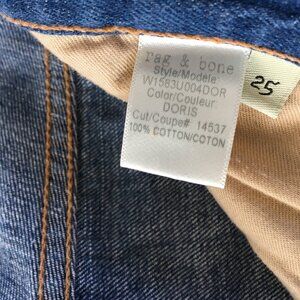 rag & bone
Style/Modele
W1583U004DOR
Color/Couleur
DORIS
Cut/Coupe# 14537
100% COTTON/COTON
25